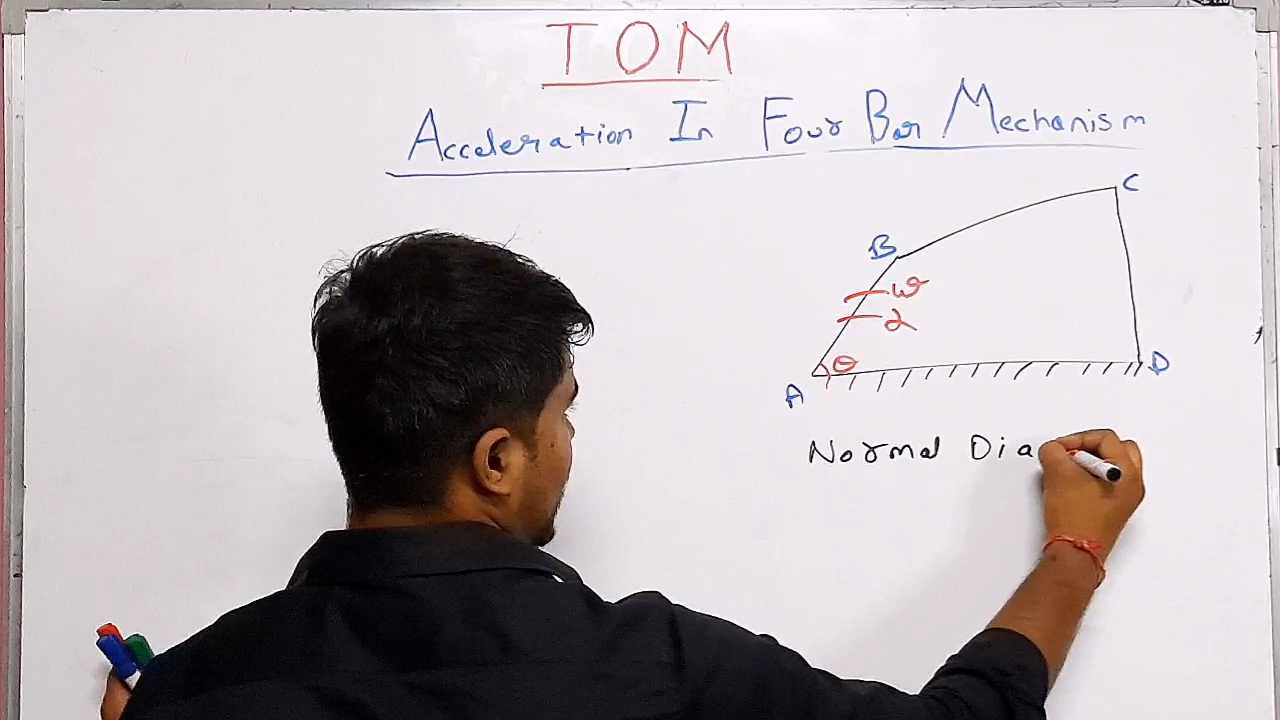 TOM
Acceleration In Four Bar Mechanism
C
B
ω
α
θ
A
D
Normal Dia